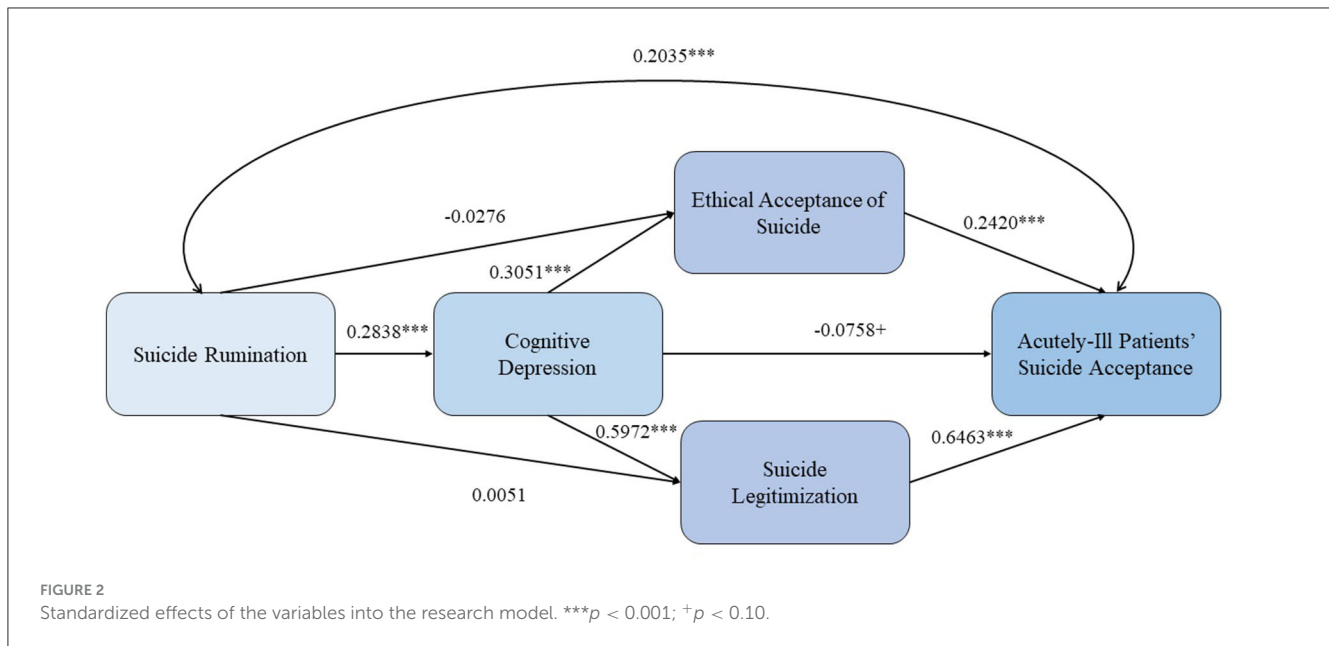 0.2035***
Ethical Acceptance of
Suicide
-0.0276
0.2420***
0.3051***
Suicide Rumination
0.2838***
Cognitive
Depression
-0.0758+
Acutely-Ill Patients’
Suicide Acceptance
0.5972***
0.6463***
Suicide
Legitimization
0.0051
FIGURE 2
Standardized effects of the variables into the research model. ***p < 0.001; +p < 0.10.